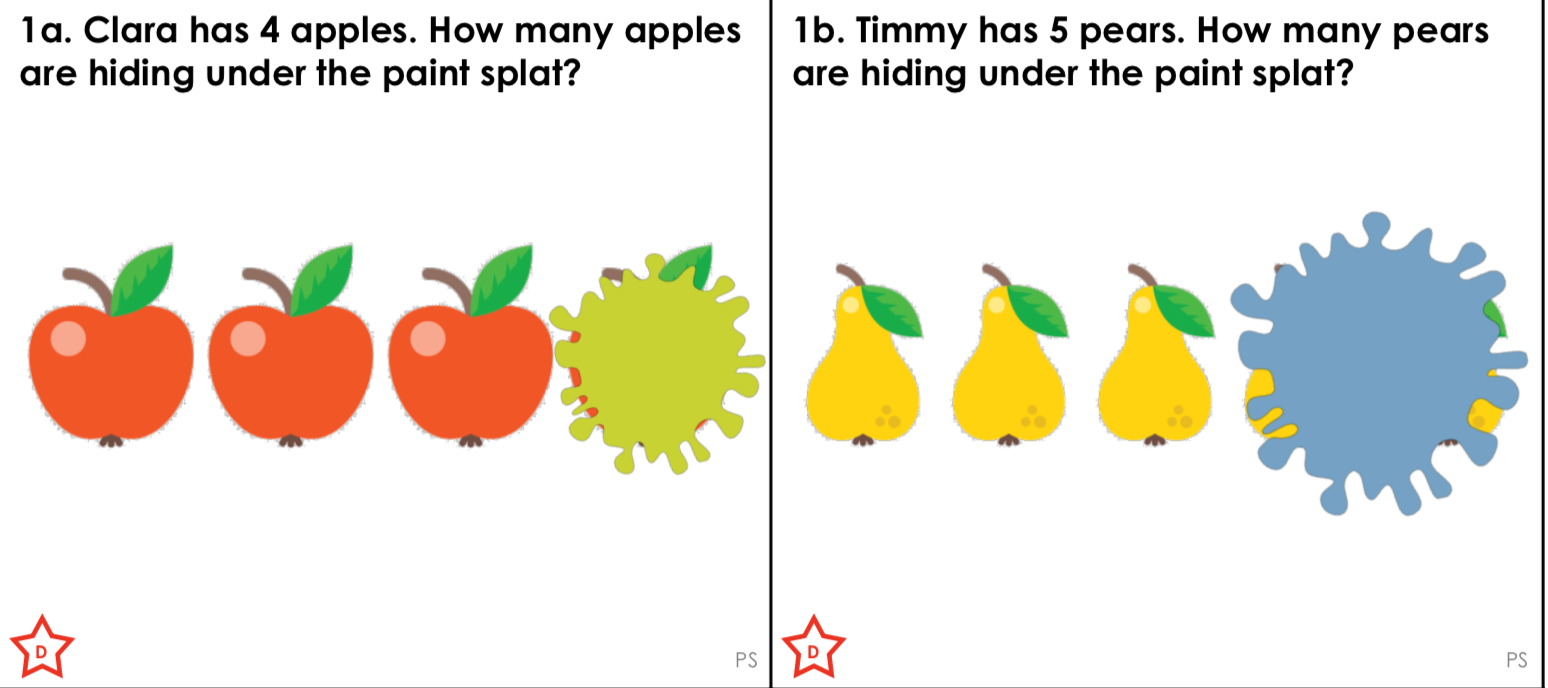 1a. Clara has 4 apples. How many apples
are hiding under the paint splat?
D
PS
1b. Timmy has 5 pears. How many pears
are hiding under the paint splat?
D
PS